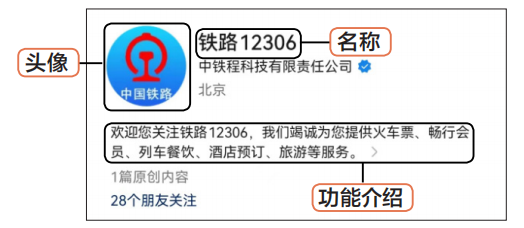 铁路12306
名称
头像
中铁程科技有限责任公司
中国铁路
北京
欢迎您关注铁路12306，我们竭诚为您提供火车票、畅行会
员、列车餐饮、酒店预订、旅游等服务。
1篇原创内容
功能介绍
28个朋友关注